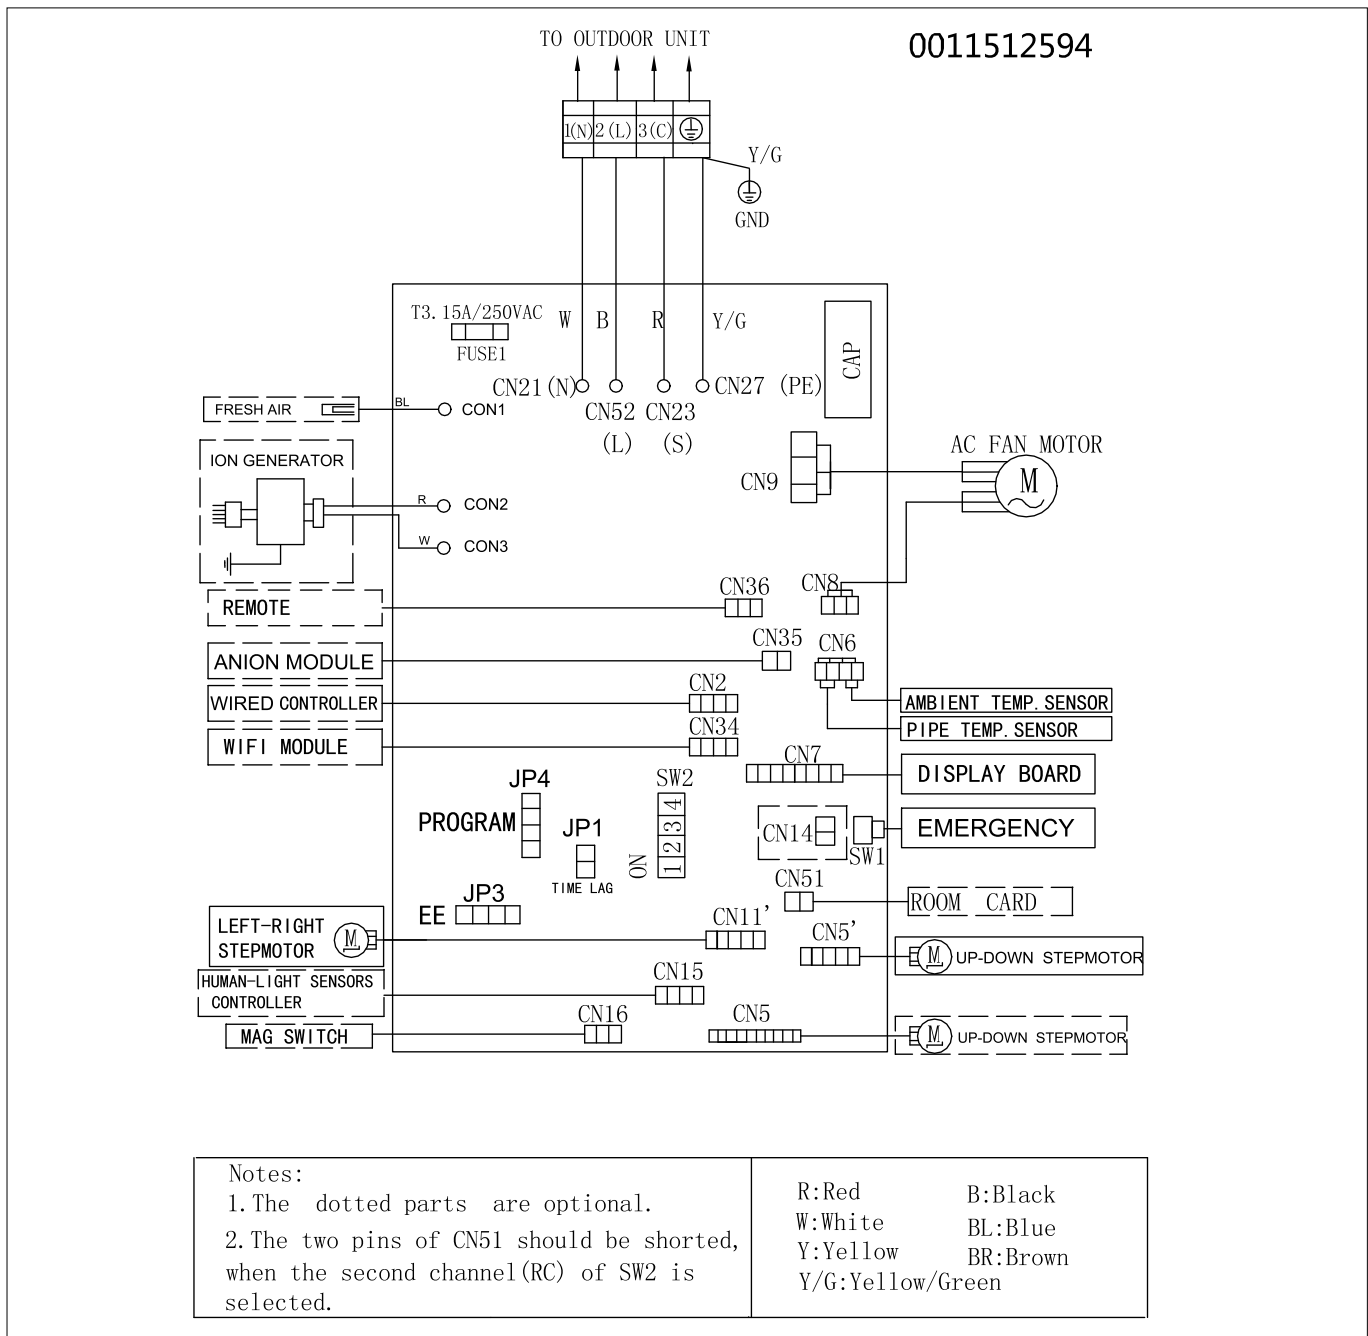 TO OUTDOOR UNIT
0011512594
1(N) 2(L) 3(C)
Y/G
GND
T3.15A/250VAC
FUSE1
W B R Y/G
CAP
CN21(N)
CN52
(L)
CN23
(S)
CN27 (PE)
FRESH AIR
BL
CON1
ION GENERATOR
R
CON2
W
CON3
CN9
AC FAN MOTOR
M
CN8
REMOTE
CN36
ANION MODULE
CN35
CN6
WIRED CONTROLLER
CN2
AMBIENT TEMP. SENSOR
PIPE TEMP. SENSOR
WIFI MODULE
CN34
CN7
DISPLAY BOARD
JP4
PROGRAM
JP1
TIME LAG
SW2
ON
1 2 3 4
CN14
SW1
EMERGENCY
JP3
EE
CN51
ROOM CARD
LEFT-RIGHT
STEPMOTOR
M
CN11'
CN5'
M
UP-DOWN STEPMOTOR
HUMAN-LIGHT SENSORS
CONTROLLER
CN15
MAG SWITCH
CN16
CN5
M
UP-DOWN STEPMOTOR
Notes:
1.The dotted parts are optional.
2.The two pins of CN51 should be shorted,
when the second channel(RC) of SW2 is
selected.
R:Red B:Black
W:White BL:Blue
Y:Yellow BR:Brown
Y/G:Yellow/Green